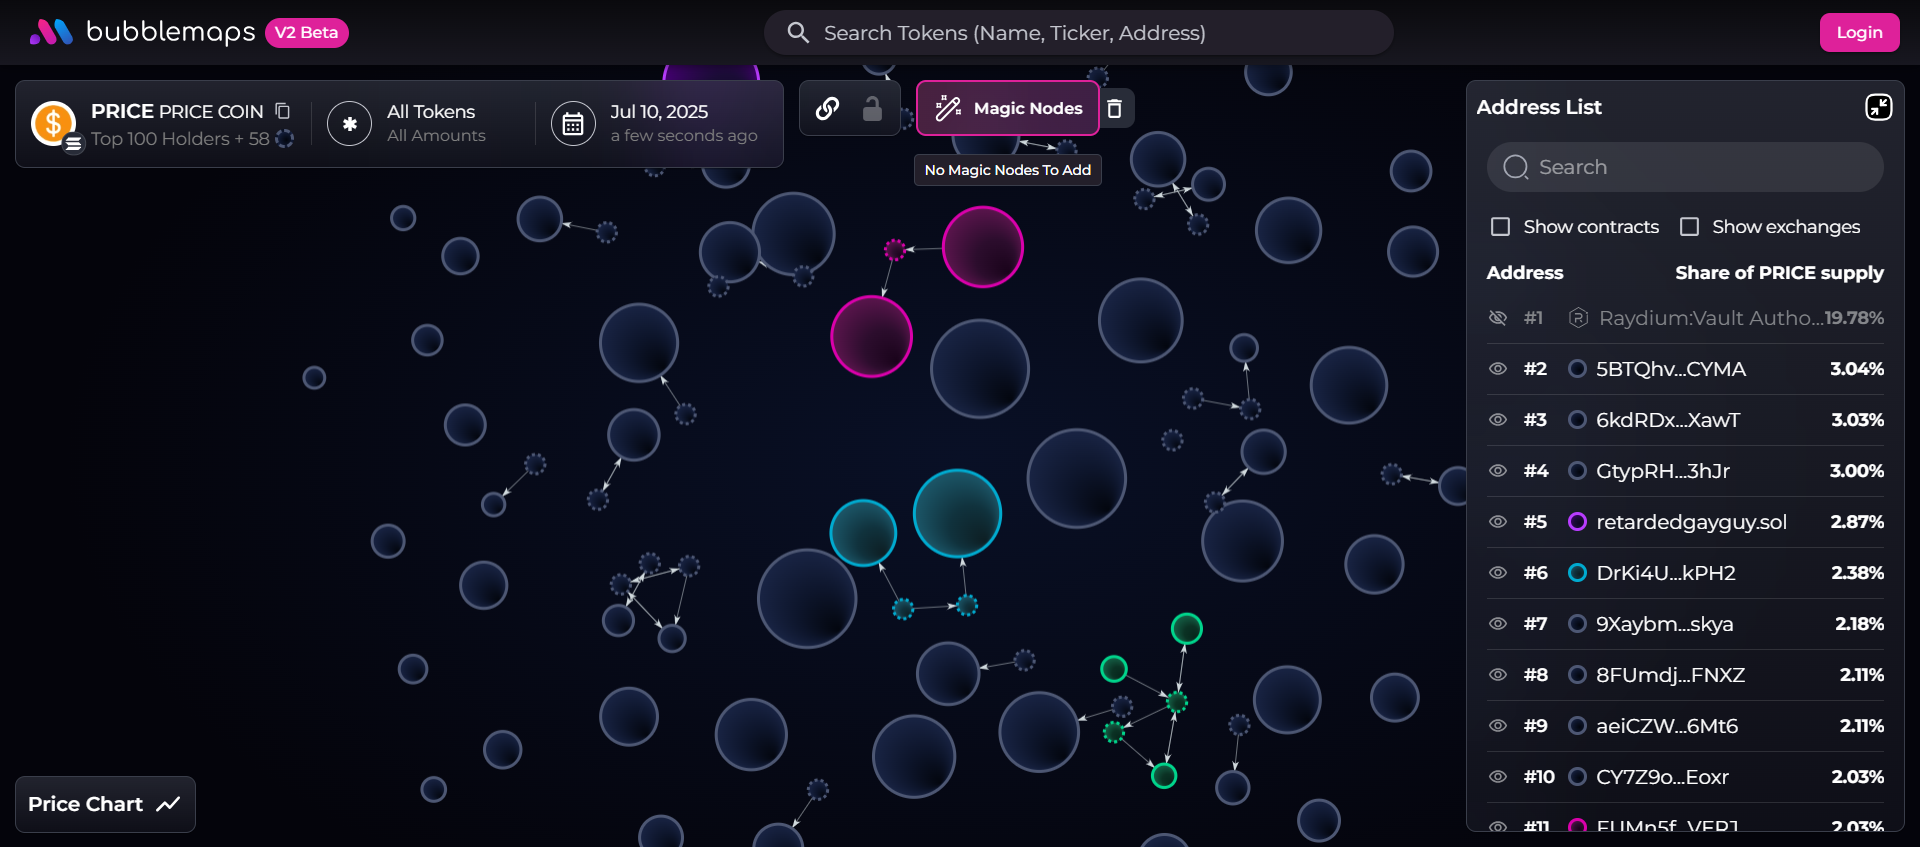 bubblemaps V2 Beta
Search Tokens (Name, Ticker, Address)
Login
PRICE PRICE COIN
Top 100 Holders + 58
All Tokens
All Amounts
Jul 10, 2025
a few seconds ago
Magic Nodes
No Magic Nodes To Add
Address List
Search
Show contracts
Show exchanges
Address Share of PRICE supply
#1 Raydium:Vault Autho... 19.78%
#2 5BTQhv...CYMA 3.04%
#3 6kdRDx...XawT 3.03%
#4 GtypRH...3hJr 3.00%
#5 retardedgayguy.sol 2.87%
#6 DrKi4U...kPH2 2.38%
#7 9Xaybm...skya 2.18%
#8 8FUmdj...FNXZ 2.11%
#9 aeiCZW...6Mt6 2.11%
#10 CY7Z9o...Eoxr 2.03%
#11 2.03%
Price Chart